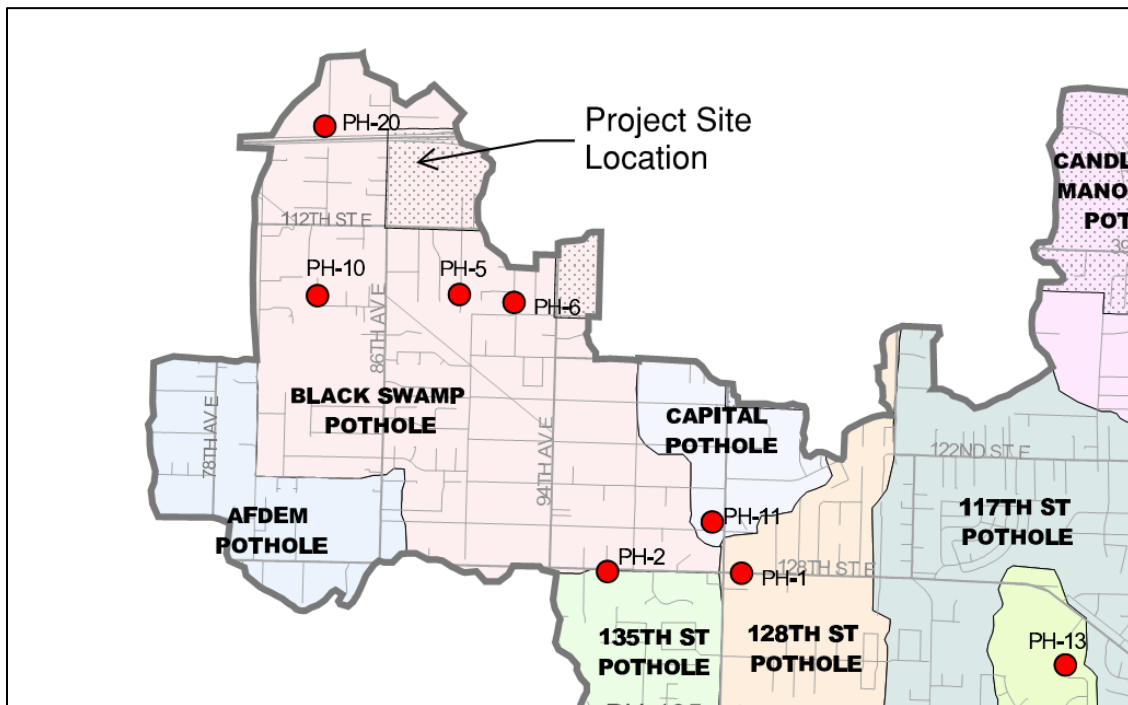 PH-20
Project Site
Location
CANDL
MANO
POT
112TH ST E
39
PH-10
PH-5
PH-6
86TH AV E
BLACK SWAMP
POTHOLE
CAPITAL
POTHOLE
78TH AV E
94TH AV E
122ND ST E
AFDEM
POTHOLE
PH-11
117TH ST
POTHOLE
PH-2
PH-1
128TH ST E
135TH ST
POTHOLE
128TH ST
POTHOLE
PH-13